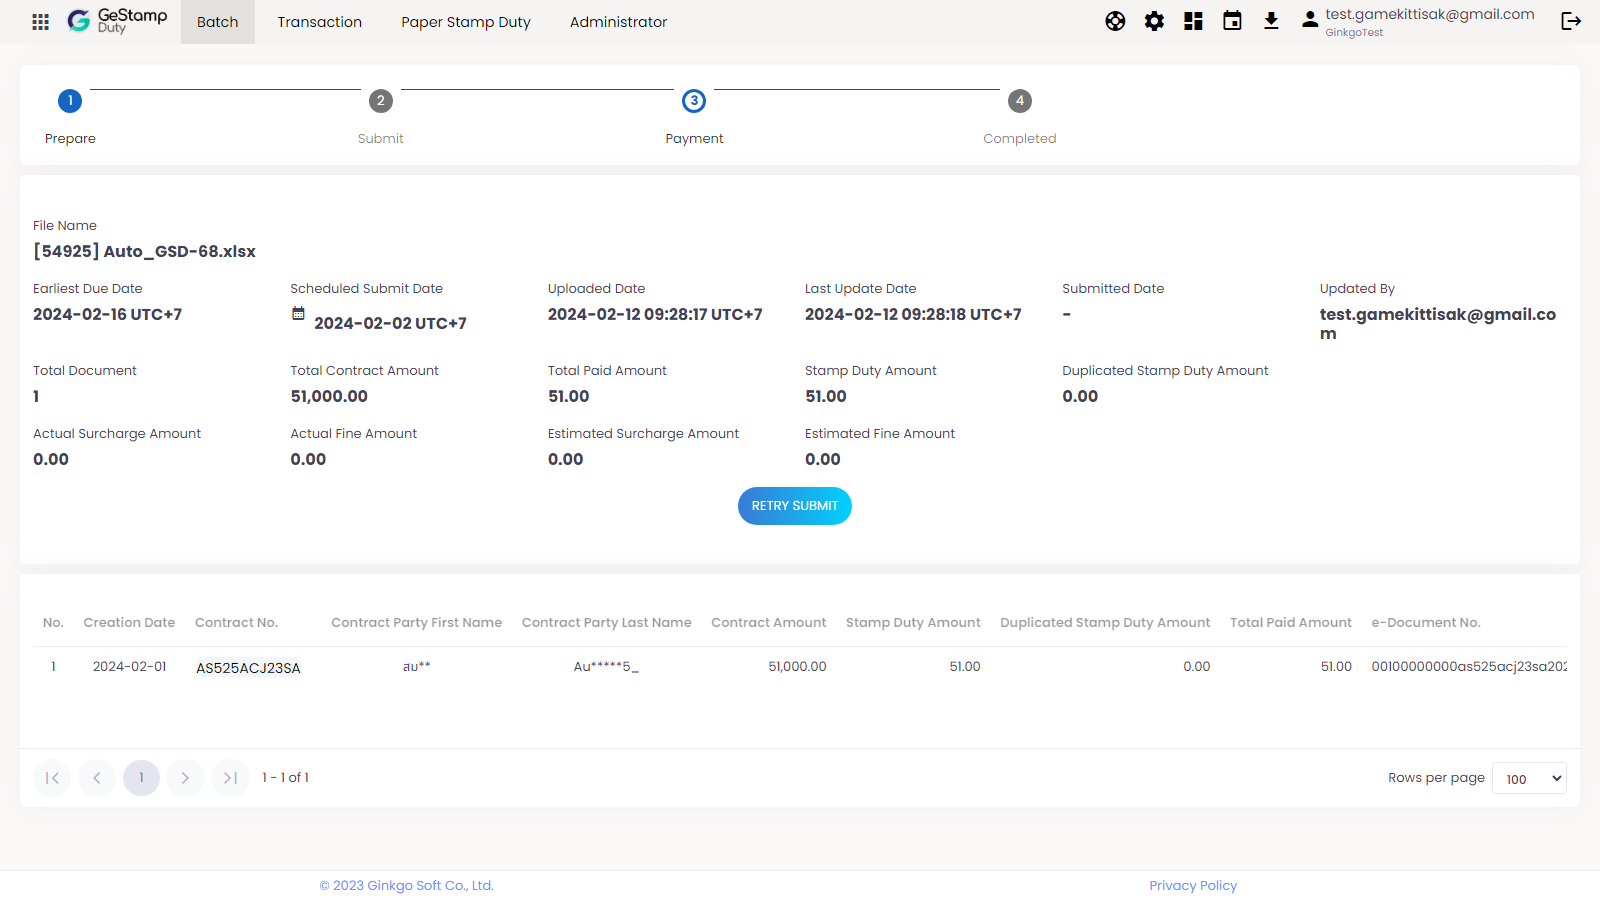 GeStamp
Duty
Batch
Transaction
Paper Stamp Duty
Administrator
test.gamekittisak@gmail.com
GinkgoTest
1
2
3
4
Prepare
Submit
Payment
Completed
File Name
[54925] Auto_GSD-68.xlsx
Earliest Due Date
2024-02-16 UTC+7
Scheduled Submit Date
2024-02-02 UTC+7
Uploaded Date
2024-02-12 09:28:17 UTC+7
Last Update Date
2024-02-12 09:28:18 UTC+7
Submitted Date
-
Updated By
test.gamekittisak@gmail.co
m
Total Document
1
Total Contract Amount
51,000.00
Total Paid Amount
51.00
Stamp Duty Amount
51.00
Duplicated Stamp Duty Amount
0.00
Actual Surcharge Amount
0.00
Actual Fine Amount
0.00
Estimated Surcharge Amount
0.00
Estimated Fine Amount
0.00
RETRY SUBMIT
No. Creation Date Contract No. Contract Party First Name Contract Party Last Name Contract Amount Stamp Duty Amount Duplicated Stamp Duty Amount Total Paid Amount e-Document No.
1 2024-02-01 AS525ACJ23SA สม** Au*****5_ 51,000.00 51.00 0.00 51.00 00100000000as525acj23sa202
1
1 - 1 of 1
Rows per page 100
© 2023 Ginkgo Soft Co., Ltd.
Privacy Policy